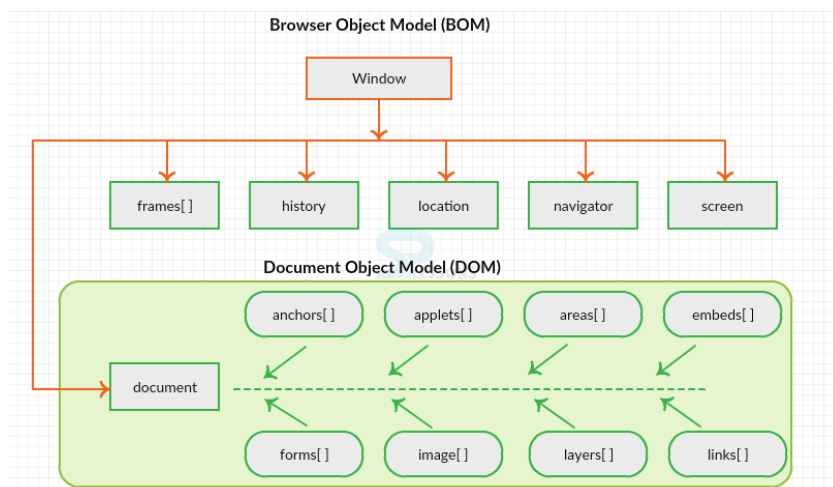 Browser Object Model (BOM)
Window
frames[ ]
history
location
navigator
screen
Document Object Model (DOM)
anchors[ ]
applets[ ]
areas[ ]
embeds[ ]
document
forms[ ]
image[ ]
layers[ ]
links[ ]